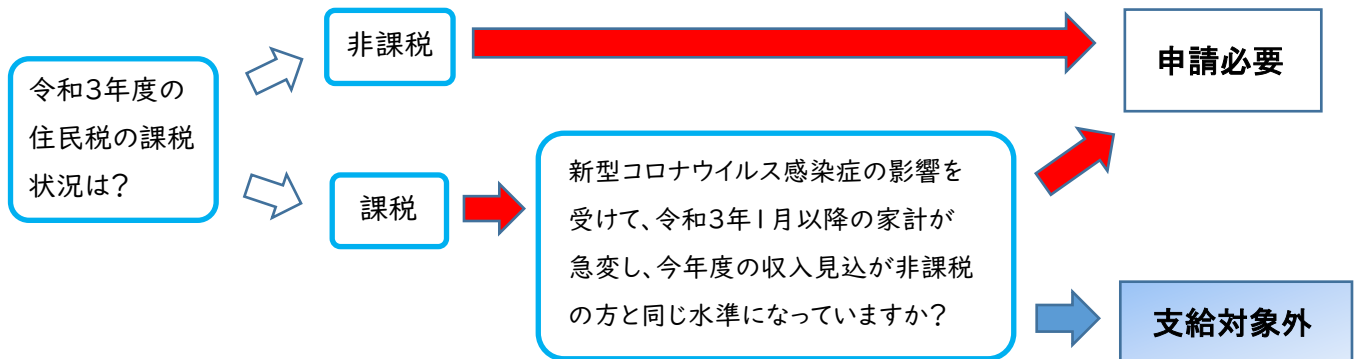 非課税
申請必要
令和3年度の
住民税の課税
状況は?
課税
新型コロナウイルス感染症の影響を
受けて、令和3年1月以降の家計が
急変し、今年度の収入見込が非課税
の方と同じ水準になっていますか?
支給対象外